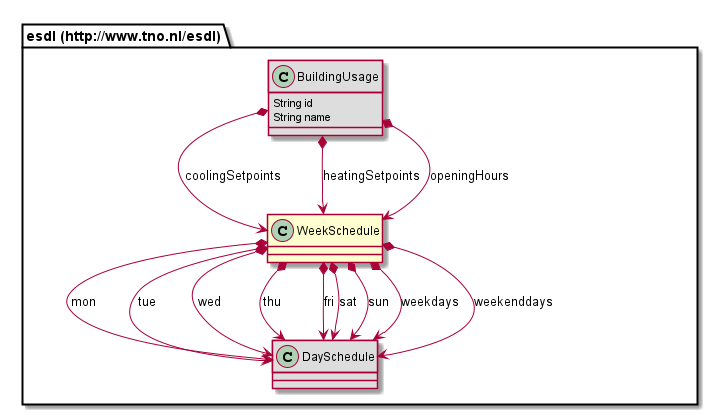 esdl (http://www.tno.nl/esdl)
C BuildingUsage
String id
String name
coolingSetpoints heatingSetpoints openingHours
C WeekSchedule
mon tue wed thu fri sat sun weekdays weekenddays
C DaySchedule